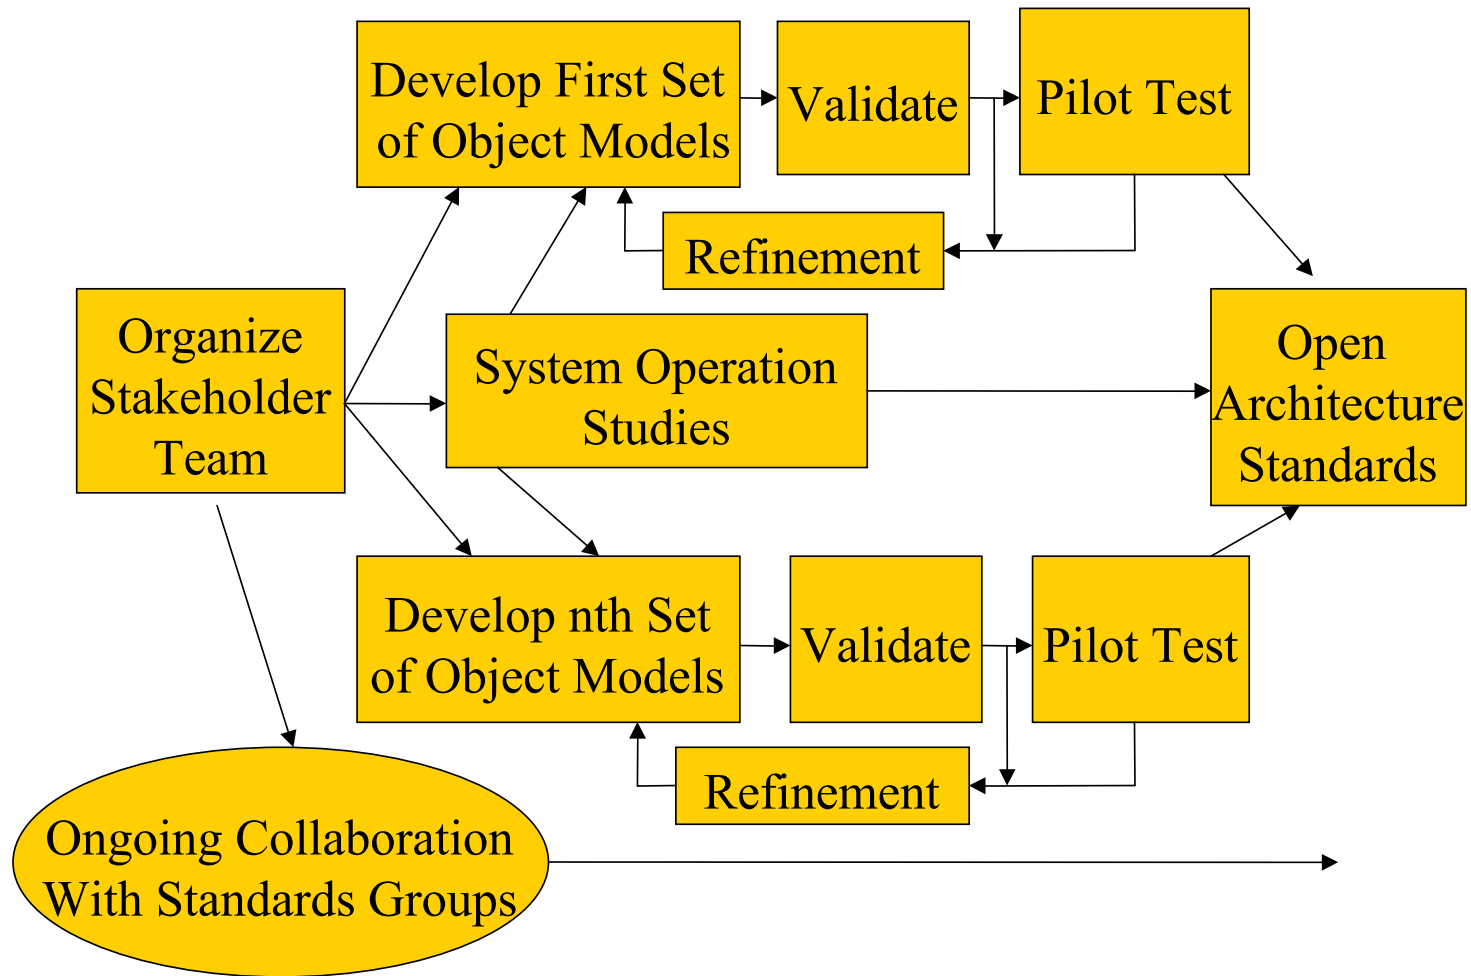 Develop First Set
of Object Models
Validate
Pilot Test
Refinement
Organize
Stakeholder
Team
System Operation
Studies
Open
Architecture
Standards
Develop nth Set
of Object Models
Validate
Pilot Test
Refinement
Ongoing Collaboration
With Standards Groups